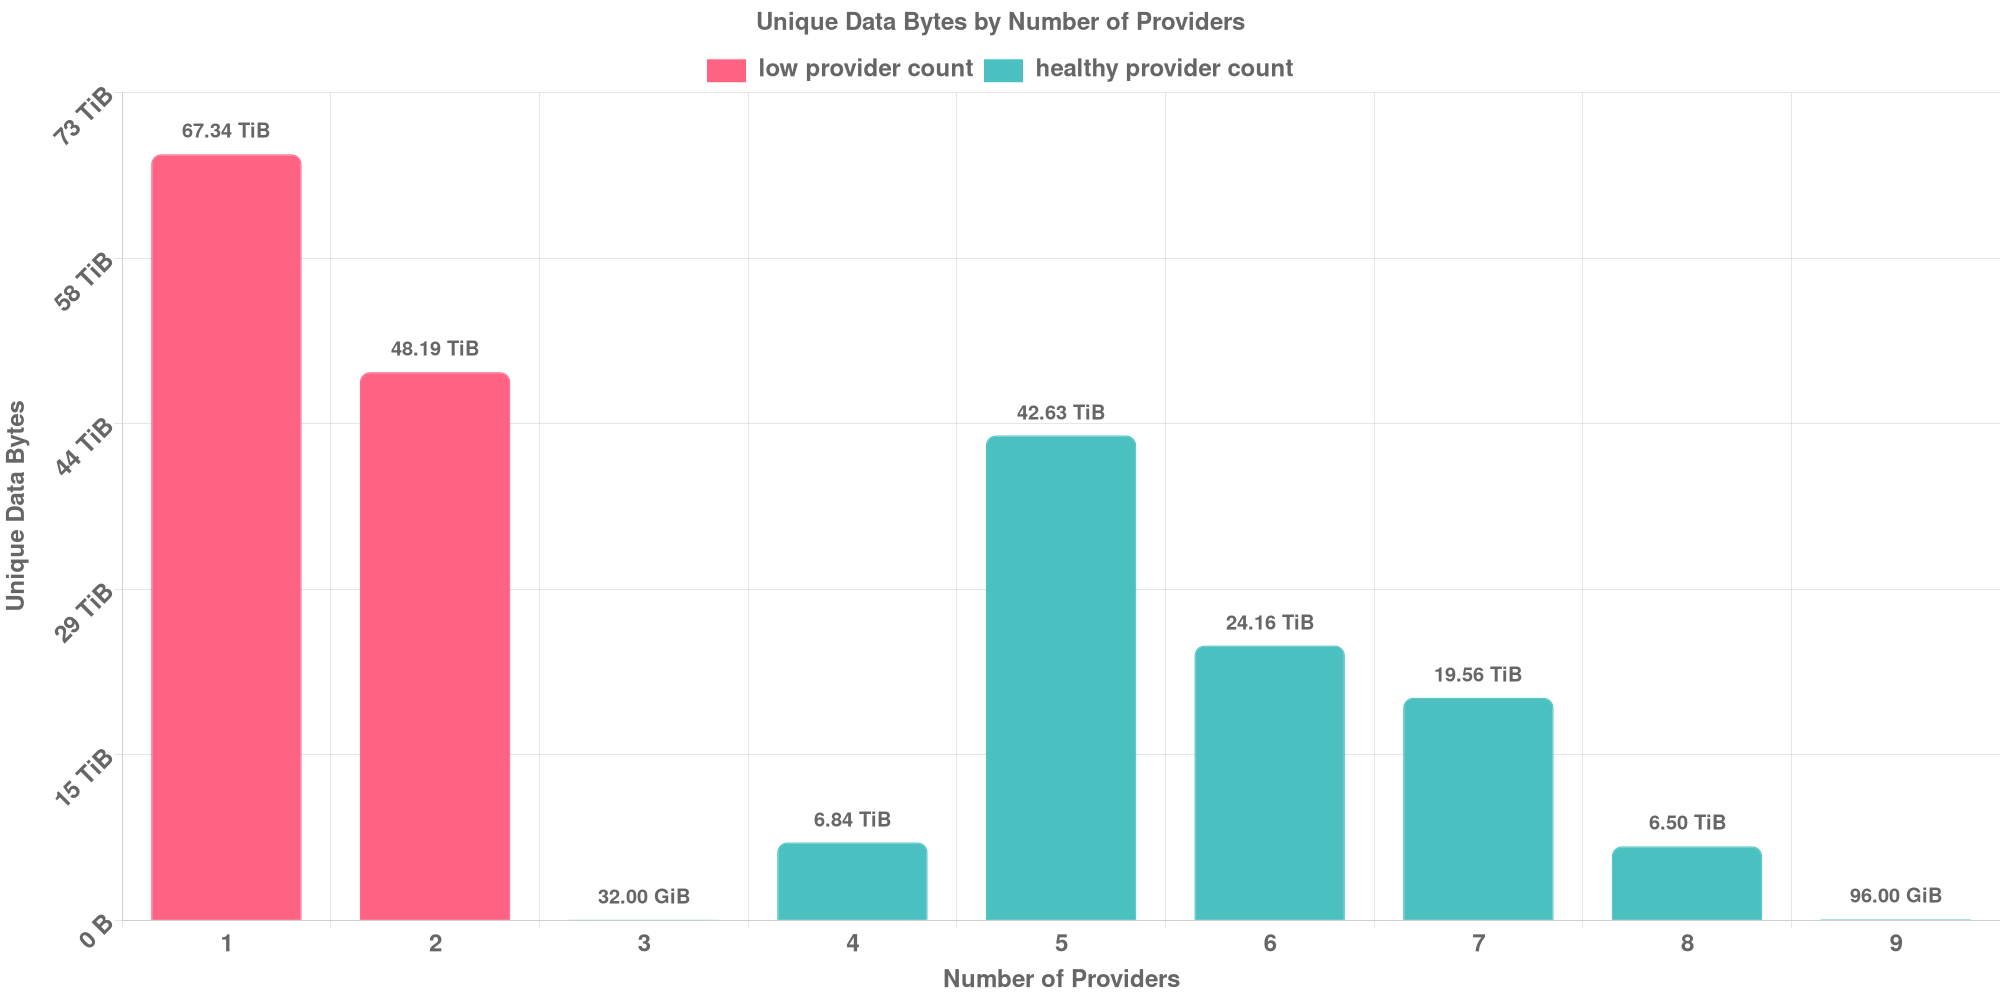 Unique Data Bytes by Number of Providers
low provider count healthy provider count
73 TiB
67.34 TiB
58 TiB
48.19 TiB
44 TiB
42.63 TiB
29 TiB
24.16 TiB
19.56 TiB
15 TiB
6.84 TiB
6.50 TiB
32.00 GiB
96.00 GiB
0 B
Unique Data Bytes
1 2 3 4 5 6 7 8 9
Number of Providers